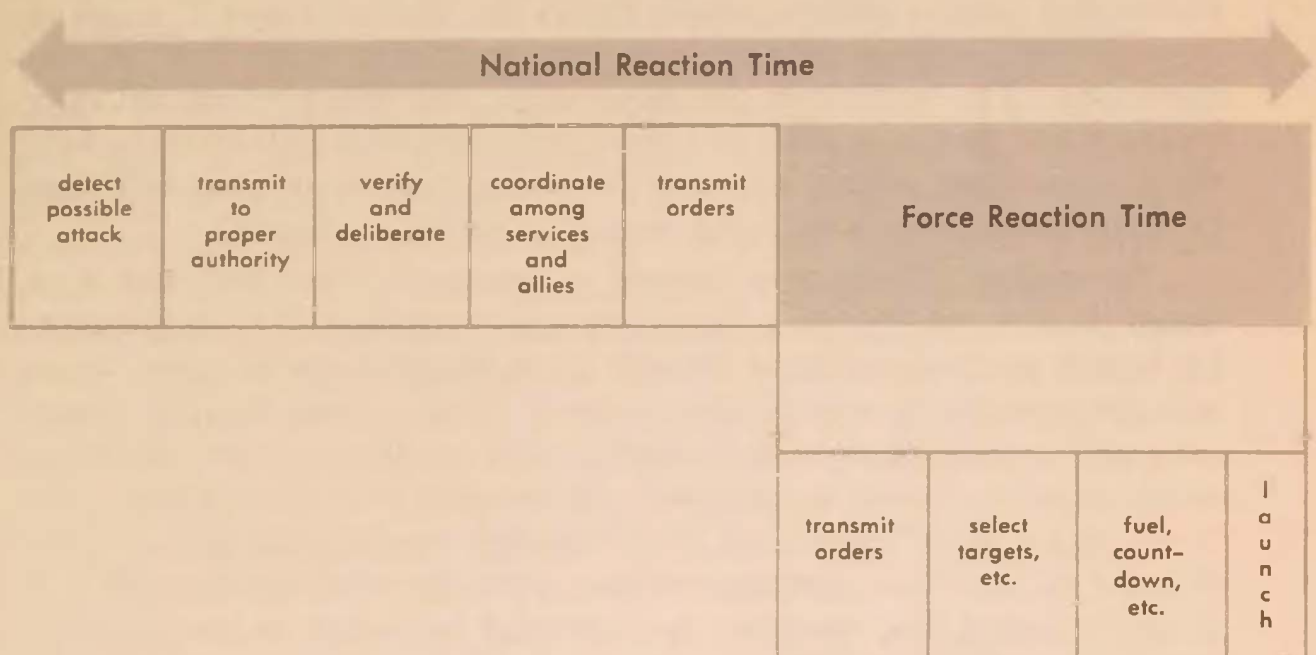 National Reaction Time
detect
possible
attack
transmit
to
proper
authority
verify
and
deliberate
coordinate
among
services
and
allies
transmit
orders
Force Reaction Time
transmit
orders
select
targets,
etc.
fuel,
count-
down,
etc.
l
a
u
n
c
h